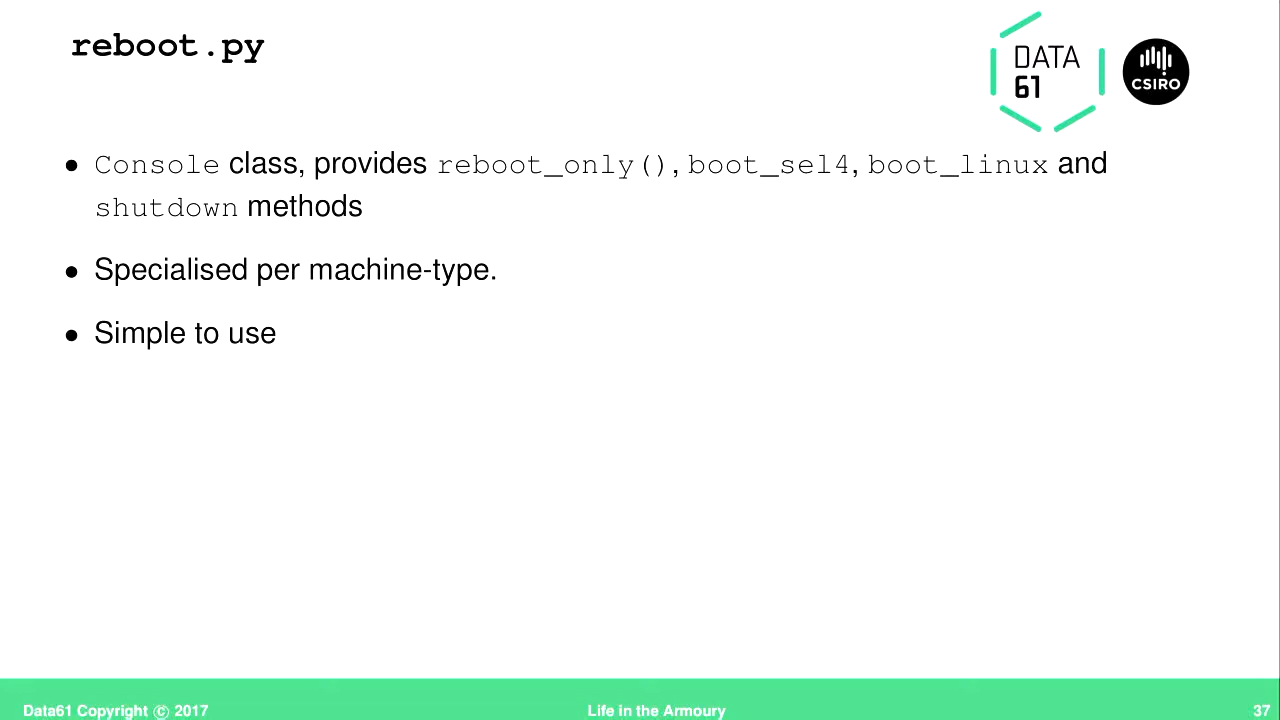 reboot.py
DATA
61
CSIRO
• Console class, provides reboot_only(), boot_sel4, boot_linux and
shutdown methods
• Specialised per machine-type.
• Simple to use
Data61 Copyright © 2017
Life in the Armoury
37